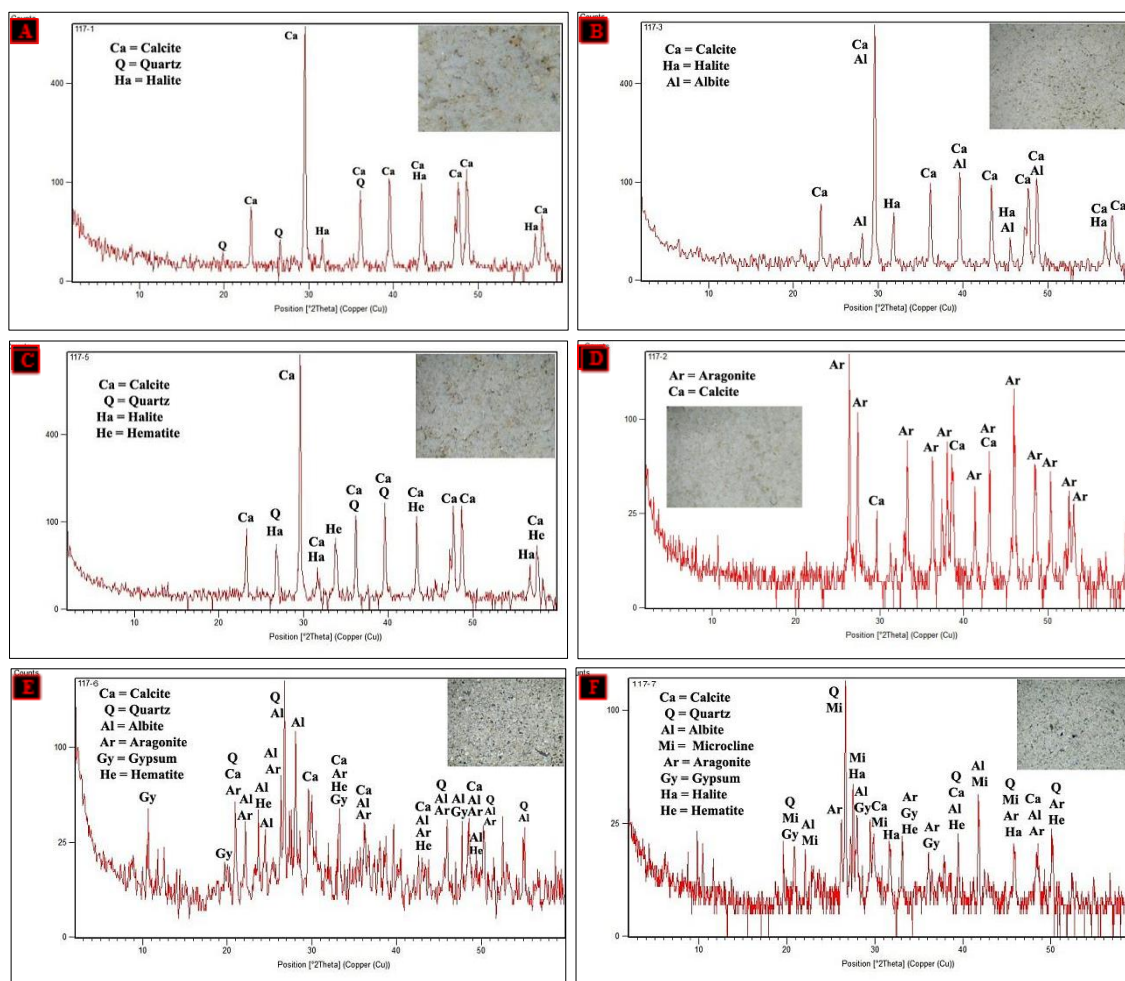 A
Counts
117-1
Ca = Calcite
Q = Quartz
Ha = Halite
400
100
0
Q
Ca
Q
Ca
Ha
Ca
Q
Ca
Ca
Ha
Ca
Ca
Ha
Ca
10 20 30 40 50
Position [°2Theta] (Copper (Cu))
B
Counts
117-3
Ca = Calcite
Ha = Halite
Al = Albite
400
100
0
Ca
Al
Ca
Al
Ha
Ca
Ca
Al
Ca
Ha
Al
Ca
Ca
Al
Ca
Ha
Ca
10 20 30 40 50
Position [°2Theta] (Copper (Cu))
C
Counts
117-5
Ca = Calcite
Q = Quartz
Ha = Halite
He = Hematite
400
100
0
Ca
Q
Ha
Ca
Ca
Ha
He
Ca
Q
Ca
Q
Ca
He
Ca
Ca
Ha
Ca
He
10 20 30 40 50
Position [°2Theta] (Copper (Cu))
D
Counts
117-2
Ar = Aragonite
Ca = Calcite
100
25
0
Ar
Ar
Ca
Ar
Ar
Ar
Ca
Ar
Ar
Ca
Ar
Ar
Ar
Ar
Ar
10 20 30 40 50
Position [°2Theta] (Copper (Cu))
E
Counts
117-6
Ca = Calcite
Q = Quartz
Al = Albite
Ar = Aragonite
Gy = Gypsum
He = Hematite
100
25
0
Gy
Gy
Q
Ca
Ar
Al
Ar
Al
He
Al
Al
Ar
Q
Al
Al
Ca
Ca
Ar
He
Gy
Ca
Al
Ar
Ca
Al
Ar
He
Q
Al
Ar
Al
Gy
Ca
Al
Ar
Al
He
Q
Al
Ar
Q
Al
10 20 30 40 50
Position [°2Theta] (Copper (Cu))
F
117-7
Ca = Calcite
Q = Quartz
Al = Albite
Mi = Microcline
Ar = Aragonite
Gy = Gypsum
Ha = Halite
He = Hematite
100
25
0
Q
Mi
Gy
Al
Mi
Ar
Q
Mi
Mi
Ha
Al
Gy
Ca
Mi
Ha
Ar
Gy
He
Ar
Gy
Q
Ca
Al
He
Al
Mi
Q
Mi
Ar
Ha
Ca
Al
Ar
Q
Ar
He
10 20 30 40 50
Position [°2Theta] (Copper (Cu))